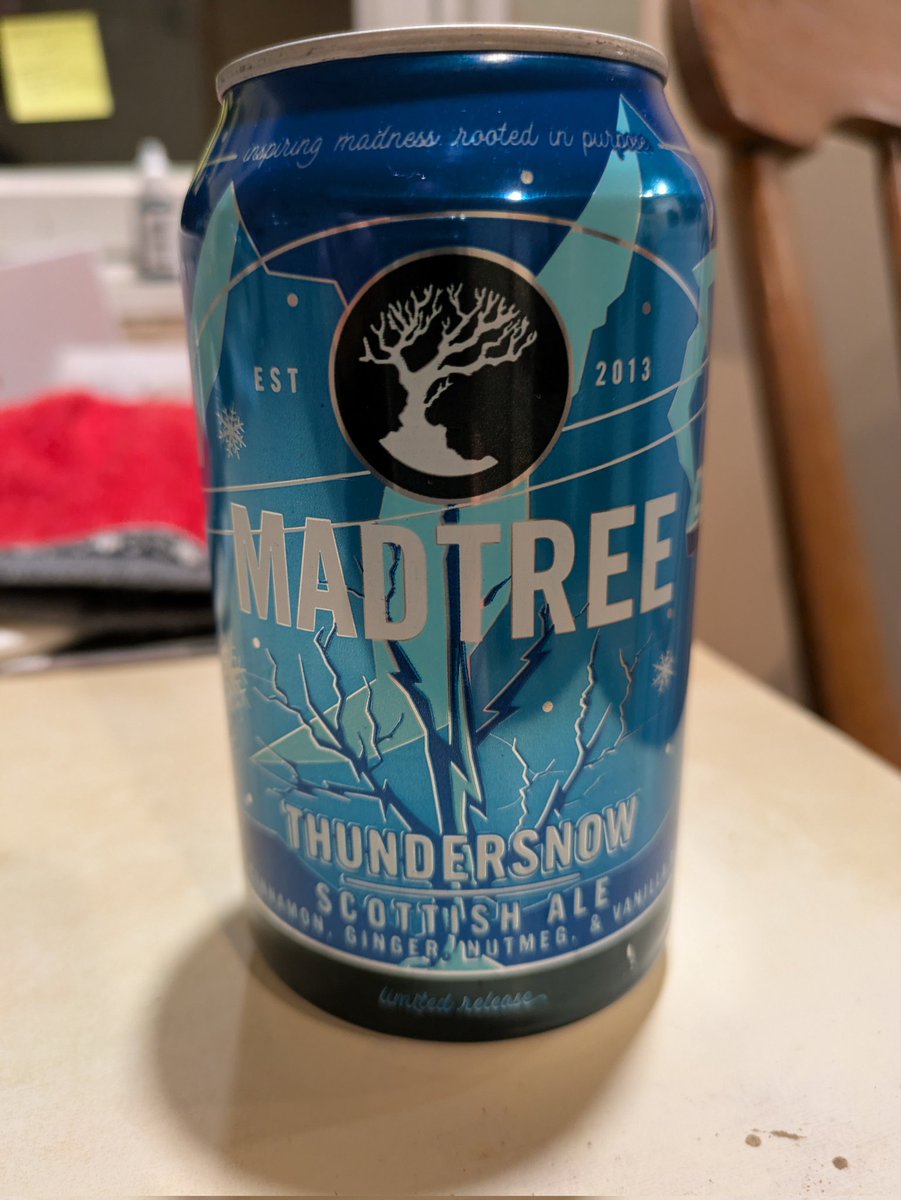 inspiring madness rooted in purpose
EST 2013
MADTREE
THUNDERSNOW
SCOTTISH ALE
GINGER, NUTMEG, & VANILLA
limited release